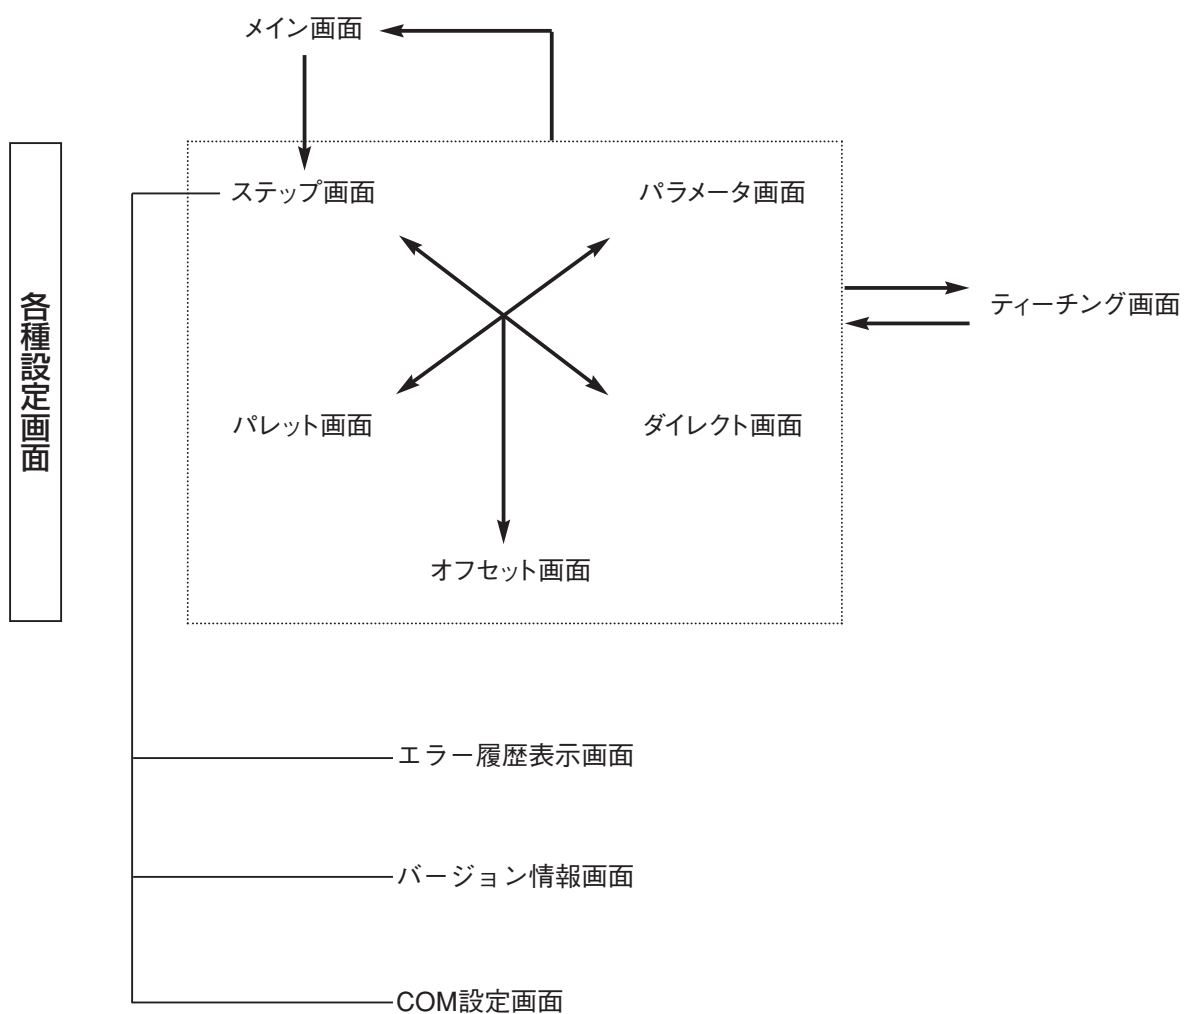 メイン画面
ステップ画面
パラメータ画面
各種設定画面
ティーチング画面
パレット画面
ダイレクト画面
オフセット画面
エラー履歴表示画面
バージョン情報画面
COM設定画面